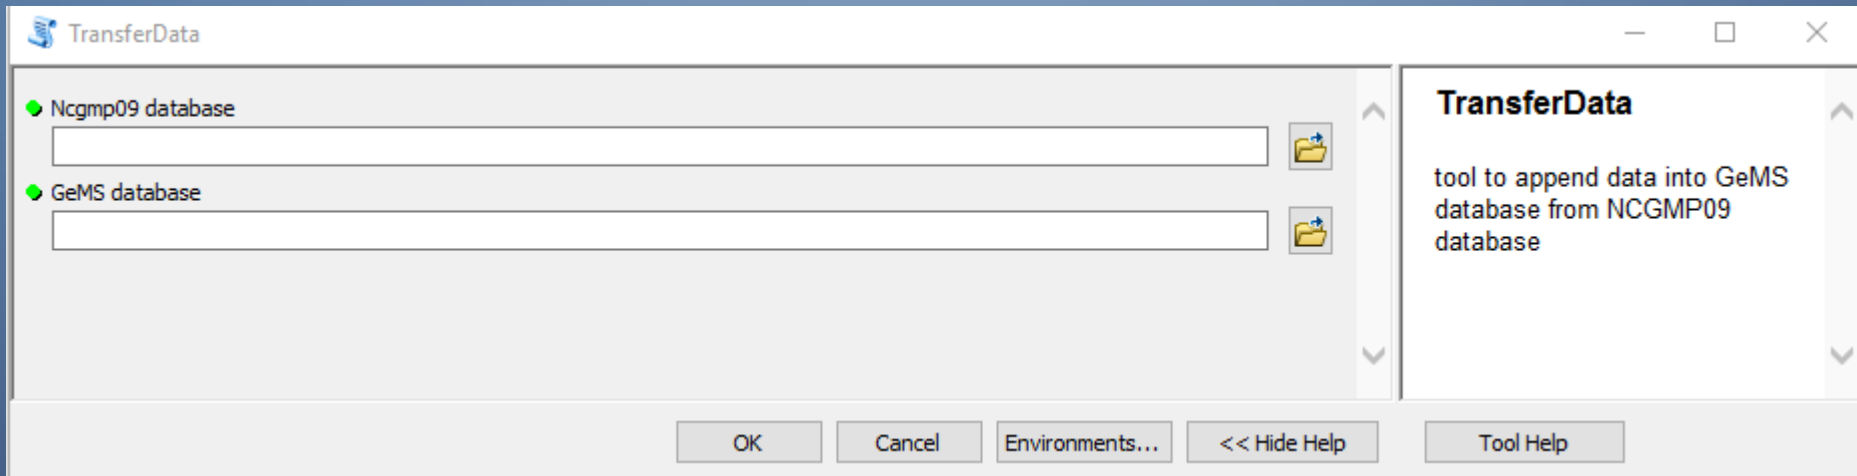 TransferData
Ncgmp09 database
GeMS database
TransferData
tool to append data into GeMS
database from NCGMP09
database
OK
Cancel
Environments...
<< Hide Help
Tool Help